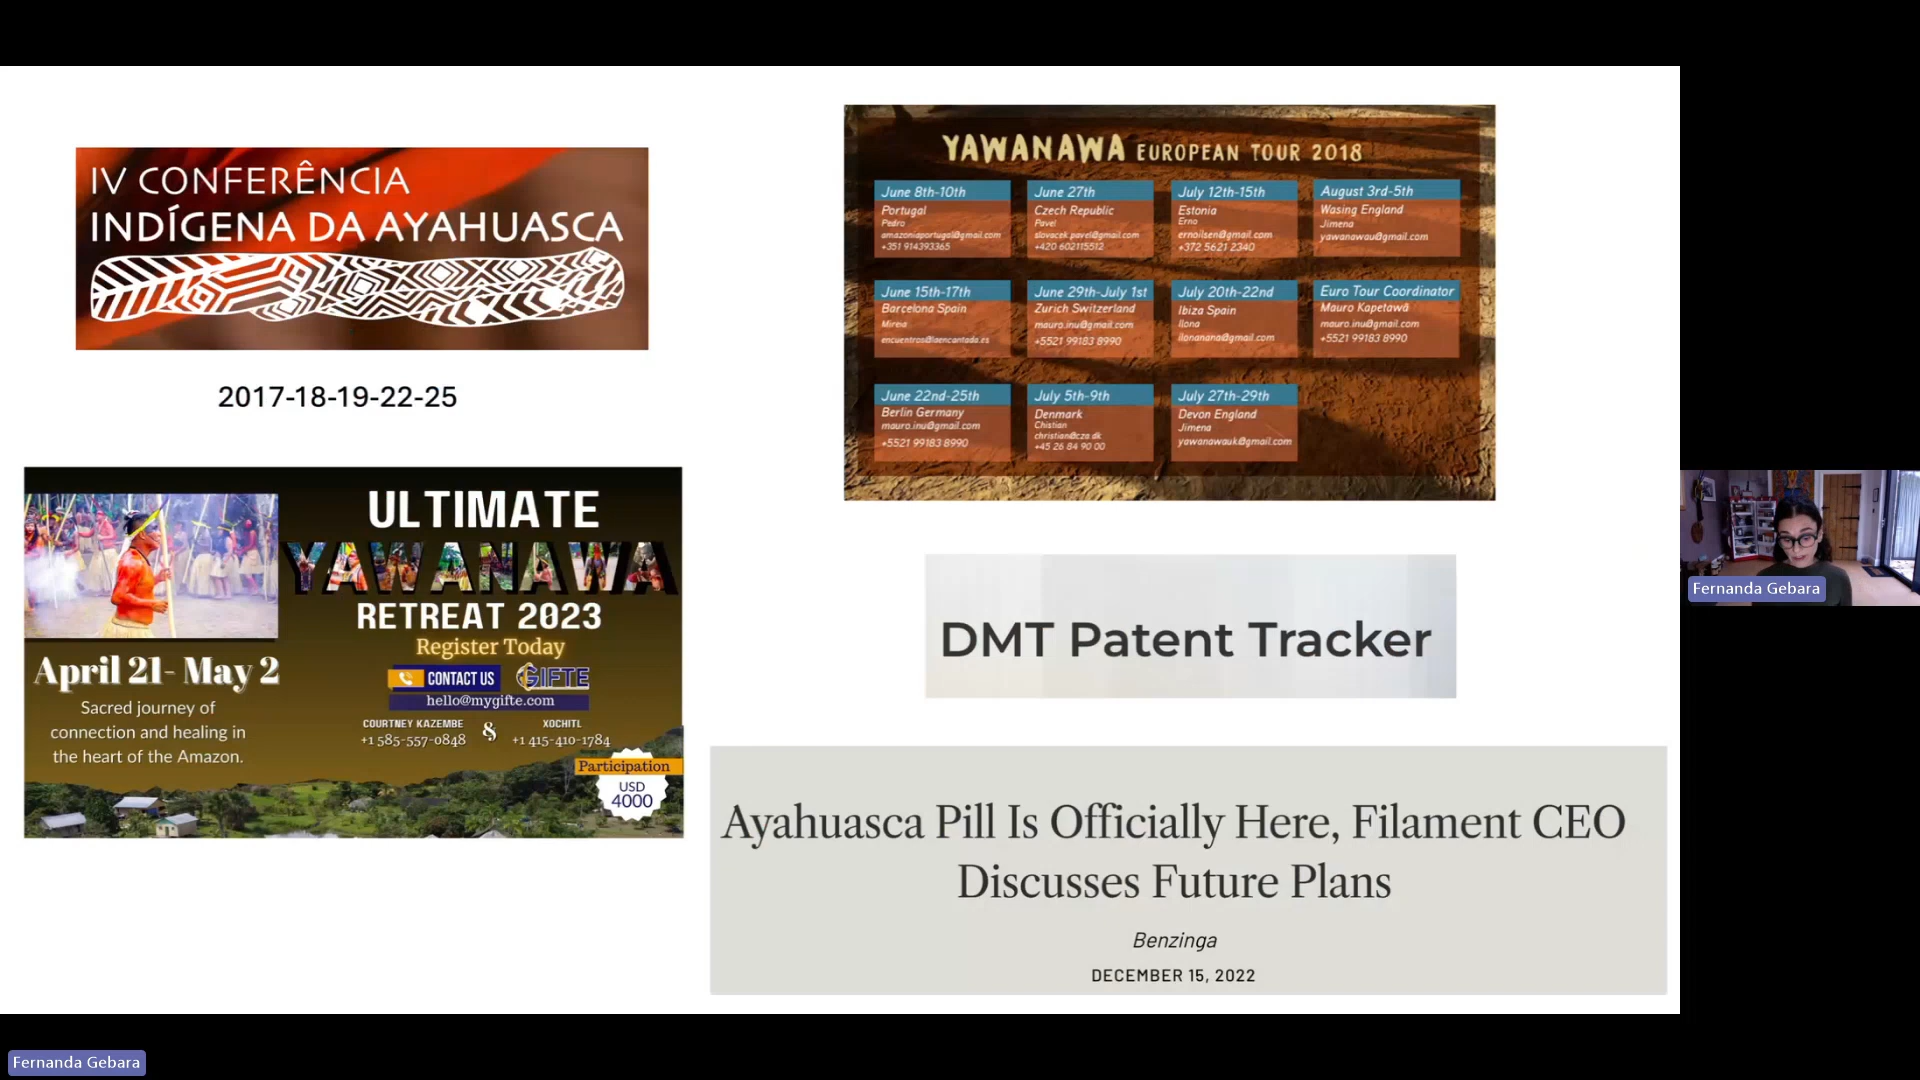 IV CONFERÊNCIA
INDÍGENA DA AYAHUASCA
2017-18-19-22-25
ULTIMATE
YAWANAWA
RETREAT 2023
Register Today
CONTACT US
GIFTE
hello@mygifte.com
COURTNEY KAZEMBE
+1 585-557-0848
&
XOCHITL
+1 415-410-1784
April 21- May 2
Sacred journey of
connection and healing in
the heart of the Amazon.
Participation
USD
4000
YAWANAWA EUROPEAN TOUR 2018
June 8th-10th
Portugal
Pedro
amazoniaportugal@gmail.com
+351 914393365
June 27th
Czech Republic
Pavel
slovacek.pavel@gmail.com
+420 602115512
July 12th-15th
Estonia
Erno
ernoilsen@gmail.com
+372 5621 2340
August 3rd-5th
Wasing England
Jimena
yawanawau@gmail.com
June 15th-17th
Barcelona Spain
Mireia
encuentros@laencantada.es
June 29th-July 1st
Zurich Switzerland
mauro.inu@gmail.com
+5521 99183 8990
July 20th-22nd
Ibiza Spain
Ilona
ilonanana@gmail.com
Euro Tour Coordinator
Mauro Kapetawã
mauro.inu@gmail.com
+5521 99183 8990
June 22nd-25th
Berlin Germany
mauro.inu@gmail.com
+5521 99183 8990
July 5th-9th
Denmark
Chistian
christian@cza.dk
+45 26 84 90 00
July 27th-29th
Devon England
Jimena
yawanawauk@gmail.com
DMT Patent Tracker
Ayahuasca Pill Is Officially Here, Filament CEO
Discusses Future Plans
Benzinga
DECEMBER 15, 2022
Fernanda Gebara
Fernanda Gebara